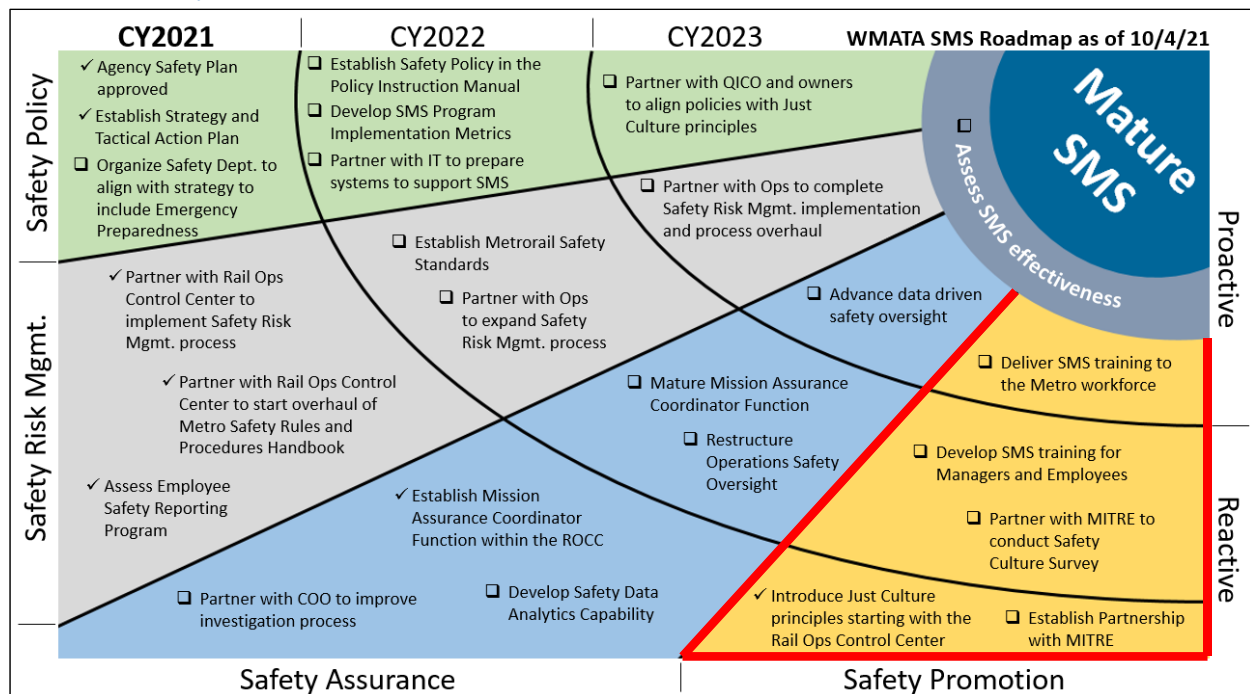 CY2021
CY2022
CY2023
WMATA SMS Roadmap as of 10/4/21
Safety Policy
✓ Agency Safety Plan
approved
✓ Establish Strategy and
Tactical Action Plan
❑ Organize Safety Dept. to
align with strategy to
include Emergency
Preparedness
❑ Establish Safety Policy in the
Policy Instruction Manual
❑ Develop SMS Program
Implementation Metrics
❑ Partner with IT to prepare
systems to support SMS
❑ Partner with QICO and owners
to align policies with Just
Culture principles
Mature
SMS
❑ Assess SMS effectiveness
Safety Risk Mgmt.
✓ Partner with Rail Ops
Control Center to
implement Safety Risk
Mgmt. process
✓ Partner with Rail Ops Control
Center to start overhaul of
Metro Safety Rules and
Procedures Handbook
✓ Assess Employee
Safety Reporting
Program
❑ Establish Metrorail Safety
Standards
❑ Partner with Ops
to expand Safety
Risk Mgmt. process
❑ Partner with Ops to complete
Safety Risk Mgmt. implementation
and process overhaul
❑ Partner with COO to improve
investigation process
✓ Establish Mission
Assurance Coordinator
Function within the ROCC
❑ Develop Safety Data
Analytics Capability
❑ Mature Mission Assurance
Coordinator Function
❑ Restructure
Operations Safety
Oversight
❑ Advance data driven
safety oversight
❑ Deliver SMS training to
the Metro workforce
❑ Develop SMS training for
Managers and Employees
❑ Partner with MITRE to
conduct Safety
Culture Survey
✓ Introduce Just Culture
principles starting with the
Rail Ops Control Center
❑ Establish Partnership
with MITRE
Proactive
Reactive
Safety Assurance
Safety Promotion